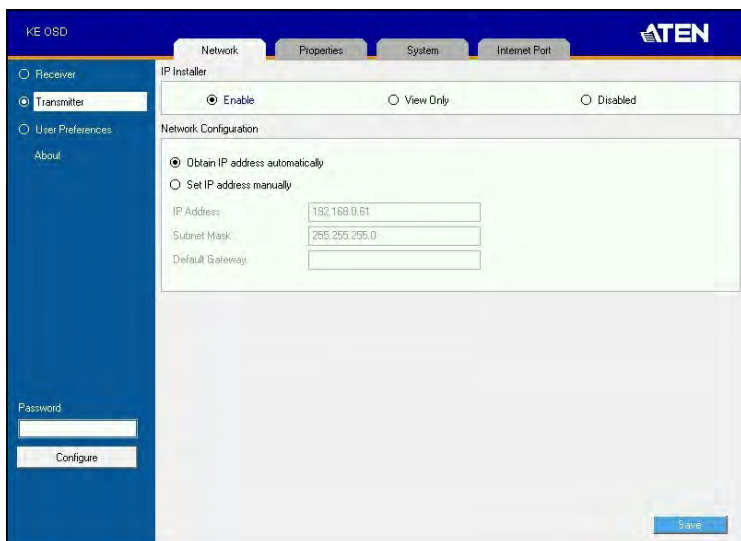 KE OSD
ATEN
Network Properties System Internet Port
Receiver
Transmitter
User Preferences
About
IP Installer
Enable View Only Disabled
Network Configuration
Obtain IP address automatically
Set IP address manually
IP Address 192.168.0.61
Subnet Mask 255.255.255.0
Default Gateway
Password
Configure
Save